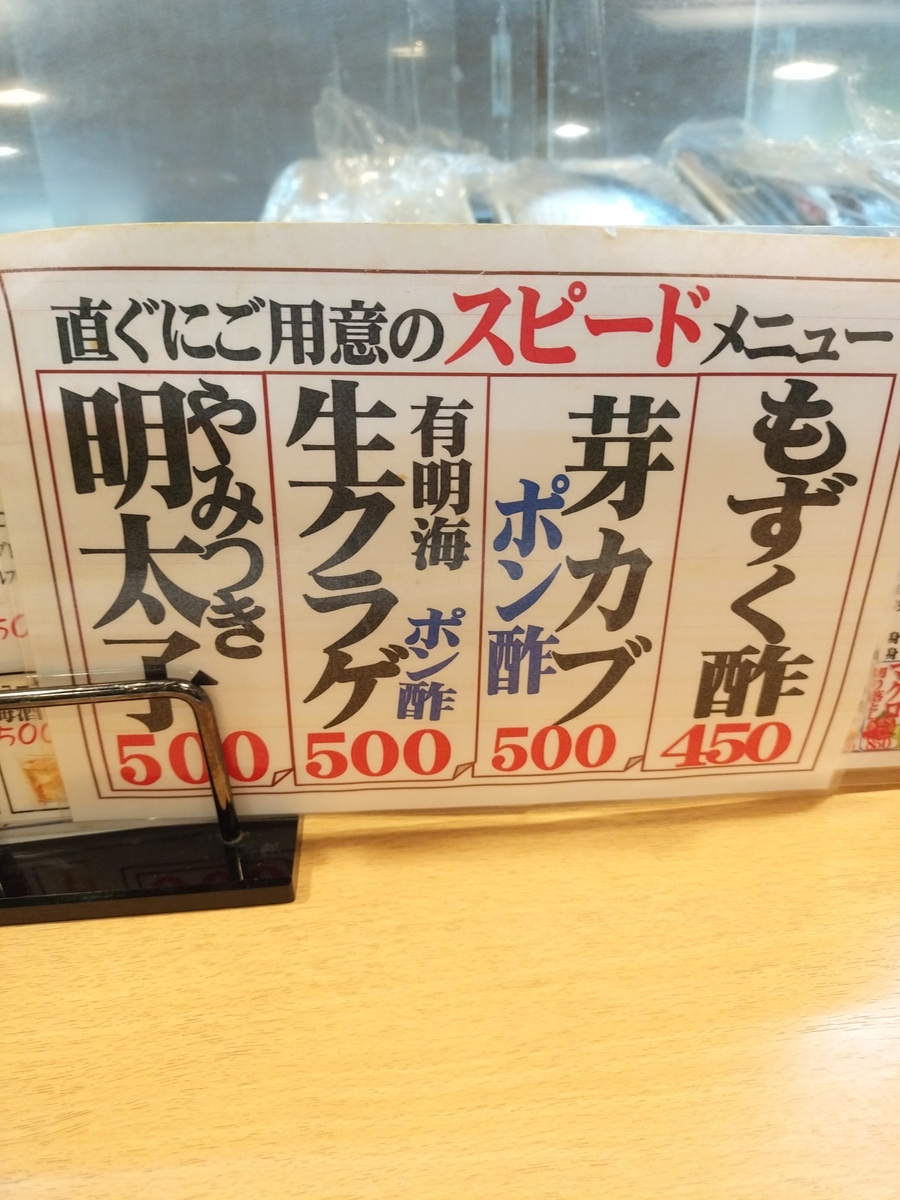 直ぐにご用意のスピードメニュー
もずく酢
450
芽カブ
ポン酢
500
有明海
ポン酢
生クラゲ
500
やみつき
明太子
500